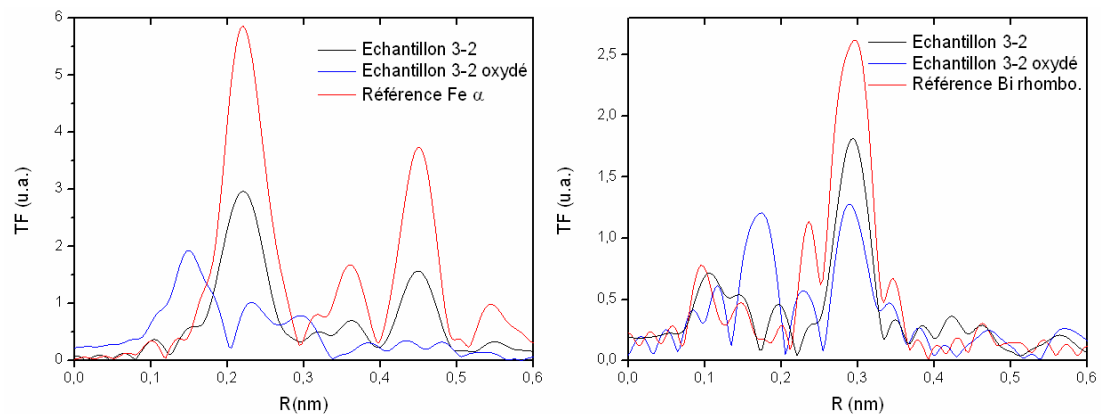 6
5
4
3
2
1
0
TF (u.a.)
0,0
0,1
0,2
0,3
0,4
0,5
0,6
R(nm)
Echantillon 3-2
Echantillon 3-2 oxydé
Référence Fe α
2,5
2,0
1,5
1,0
0,5
0,0
TF (u.a.)
0,0
0,1
0,2
0,3
0,4
0,5
0,6
R (nm)
Echantillon 3-2
Echantillon 3-2 oxydé
Référence Bi rhombo.